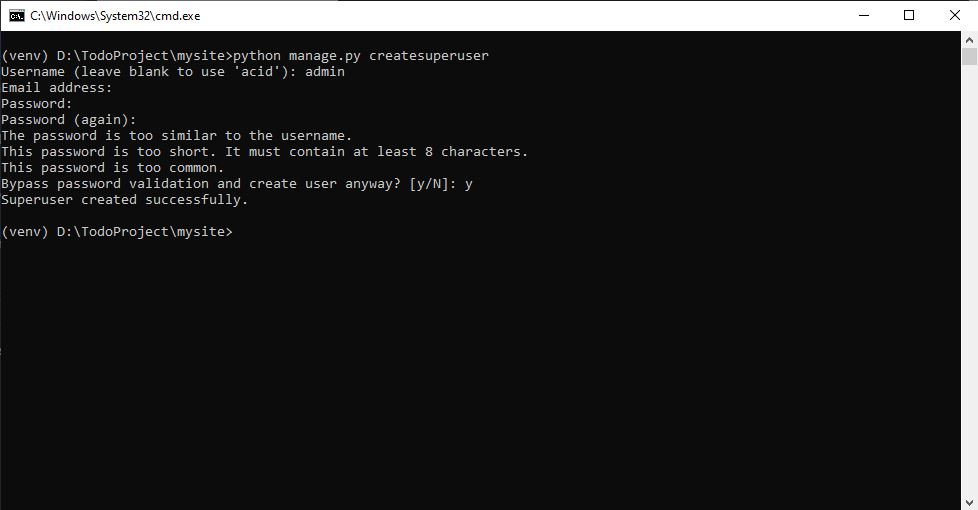 C:\Windows\System32\cmd.exe
(venv) D:\TodoProject\mysite>python manage.py createsuperuser
Username (leave blank to use 'acid'): admin
Email address:
Password:
Password (again):
The password is too similar to the username.
This password is too short. It must contain at least 8 characters.
This password is too common.
Bypass password validation and create user anyway? [y/N]: y
Superuser created successfully.
(venv) D:\TodoProject\mysite>